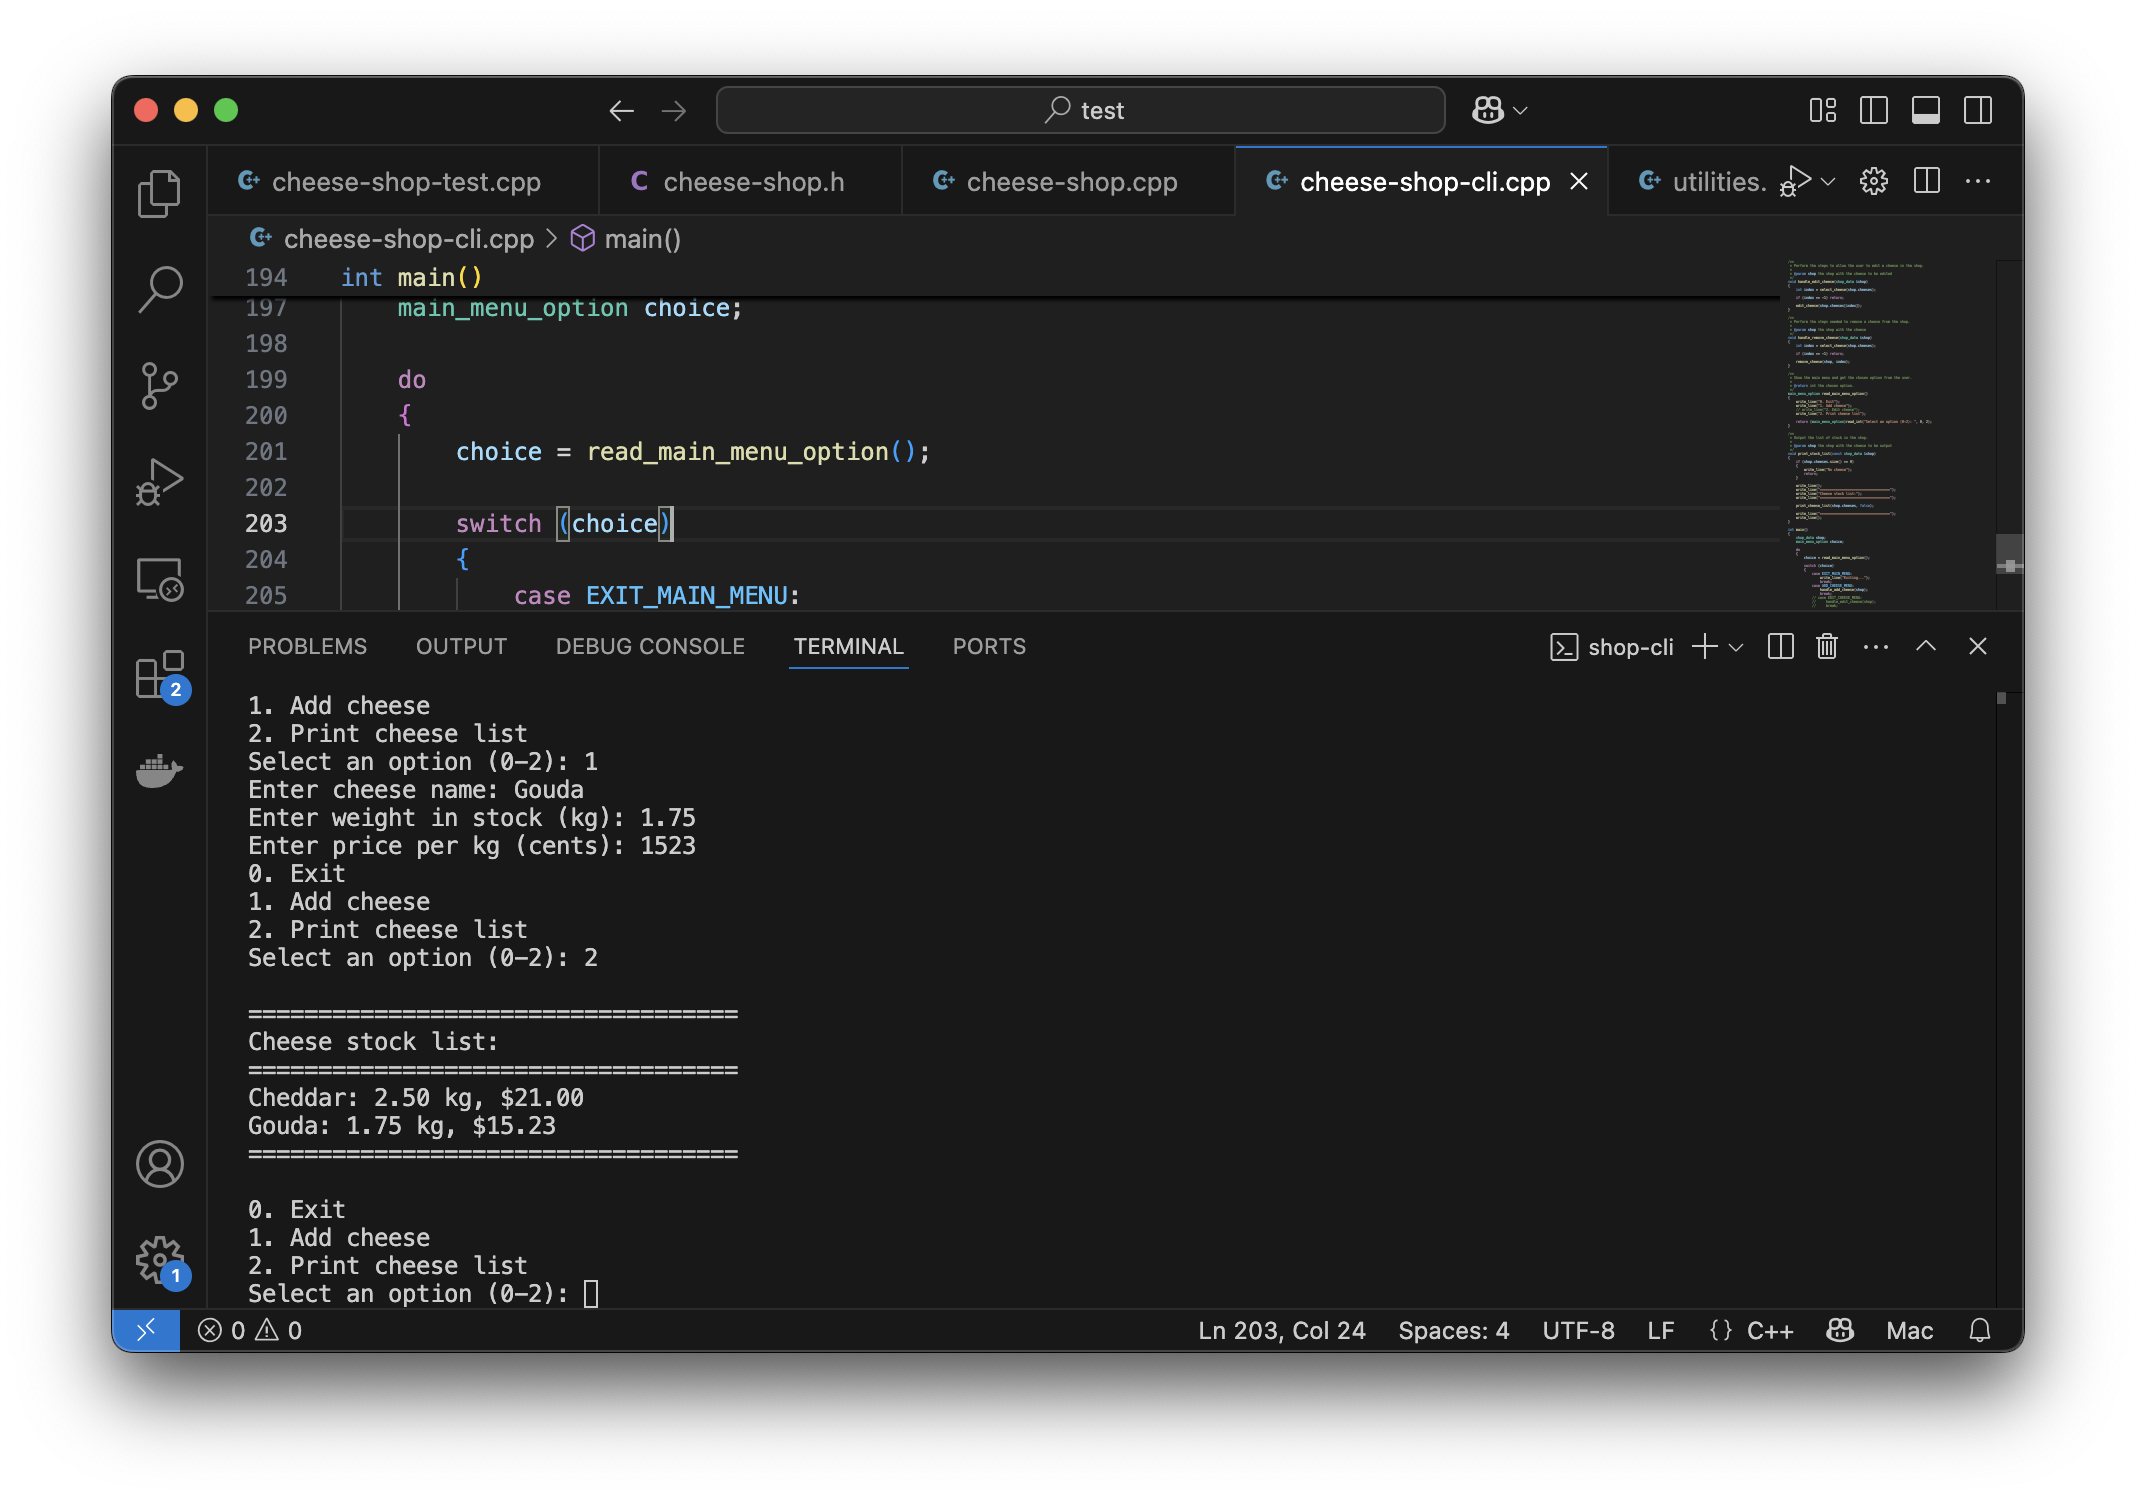 test
cheese-shop-test.cpp
cheese-shop.h
cheese-shop.cpp
cheese-shop-cli.cpp
utilities.
cheese-shop-cli.cpp > main()
194 int main()
197 main_menu_option choice;
198
199 do
200 {
201 choice = read_main_menu_option();
202
203 switch (choice)
204 {
205 case EXIT_MAIN_MENU:
PROBLEMS OUTPUT DEBUG CONSOLE TERMINAL PORTS
shop-cli
1. Add cheese
2. Print cheese list
Select an option (0-2): 1
Enter cheese name: Gouda
Enter weight in stock (kg): 1.75
Enter price per kg (cents): 1523
0. Exit
1. Add cheese
2. Print cheese list
Select an option (0-2): 2
===================================
Cheese stock list:
===================================
Cheddar: 2.50 kg, $21.00
Gouda: 1.75 kg, $15.23
===================================
0. Exit
1. Add cheese
2. Print cheese list
Select an option (0-2):
2
1
0 0
Ln 203, Col 24 Spaces: 4 UTF-8 LF {} C++ Mac